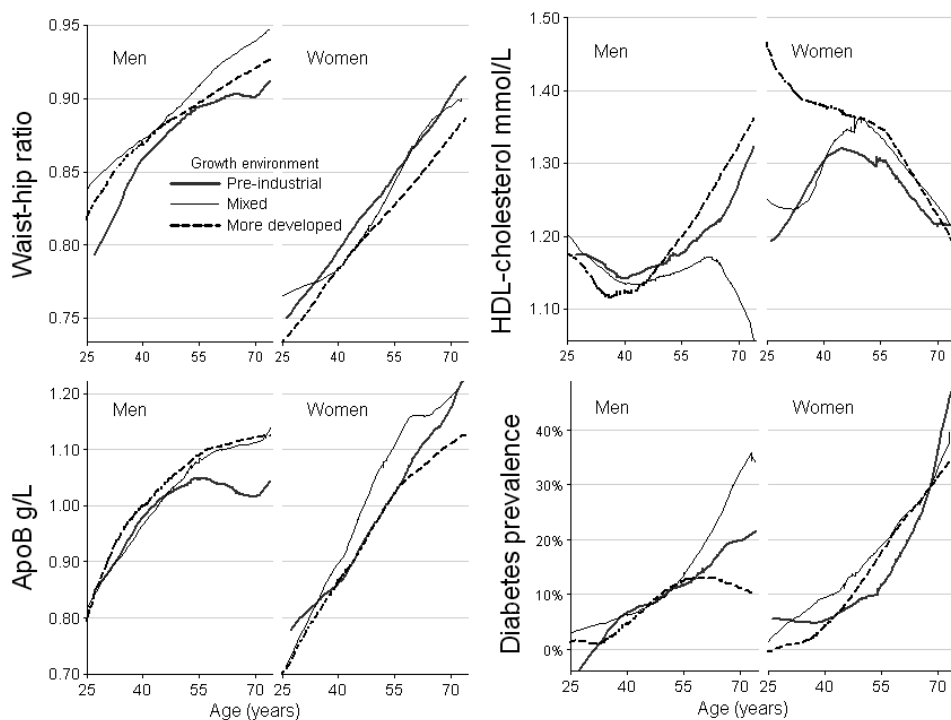 Waist-hip ratio
0.95
0.90
0.85
0.80
0.75
Men
Women
Growth environment
Pre-industrial
Mixed
More developed
25 40 55 70 25 40 55 70
HDL-cholesterol mmol/L
1.50
1.40
1.30
1.20
1.10
Men
Women
25 40 55 70 25 40 55 70
ApoB g/L
1.20
1.10
1.00
0.90
0.80
0.70
Men
Women
25 40 55 70 25 40 55 70
Age (years)
Diabetes prevalence
40%
30%
20%
10%
0%
Men
Women
25 40 55 70 25 40 55 70
Age (years)